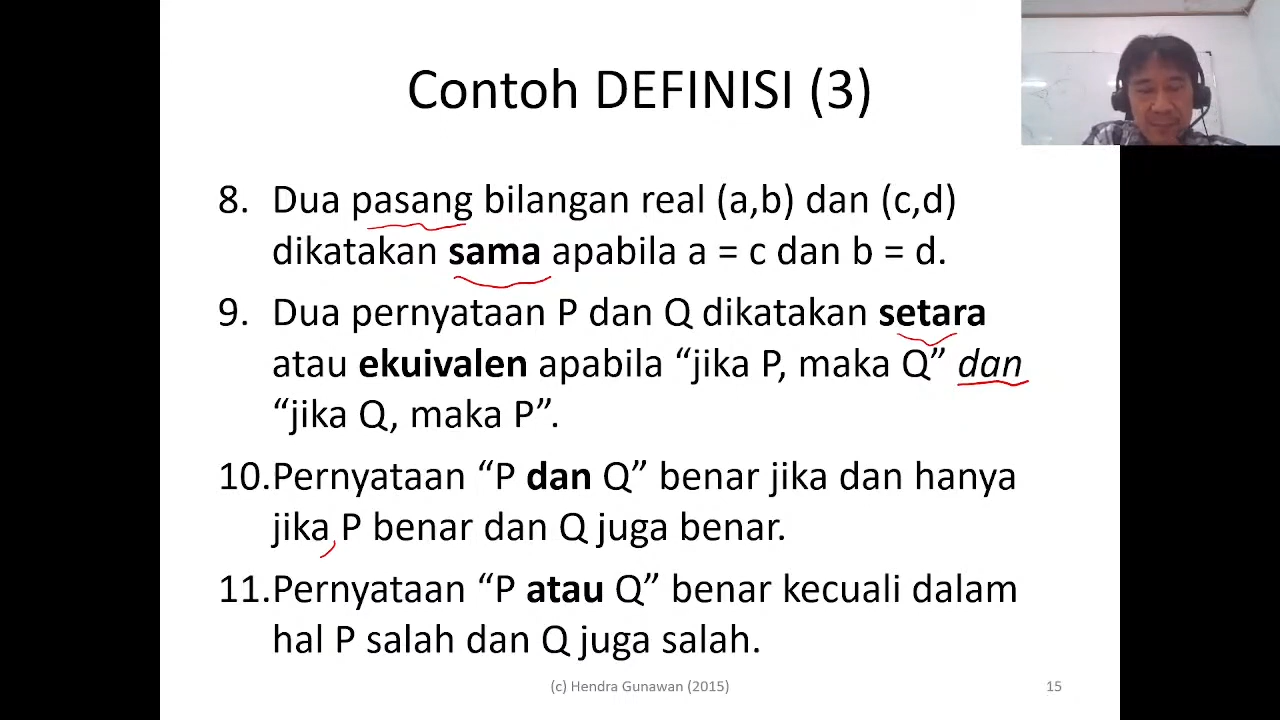 Contoh DEFINISI (3)
8. Dua pasang bilangan real (a,b) dan (c,d)
dikatakan sama apabila a = c dan b = d.
9. Dua pernyataan P dan Q dikatakan setara
atau ekuivalen apabila “jika P, maka Q” dan
“jika Q, maka P”.
10.Pernyataan “P dan Q” benar jika dan hanya
jika P benar dan Q juga benar.
11.Pernyataan “P atau Q” benar kecuali dalam
hal P salah dan Q juga salah.
(c) Hendra Gunawan (2015)
15